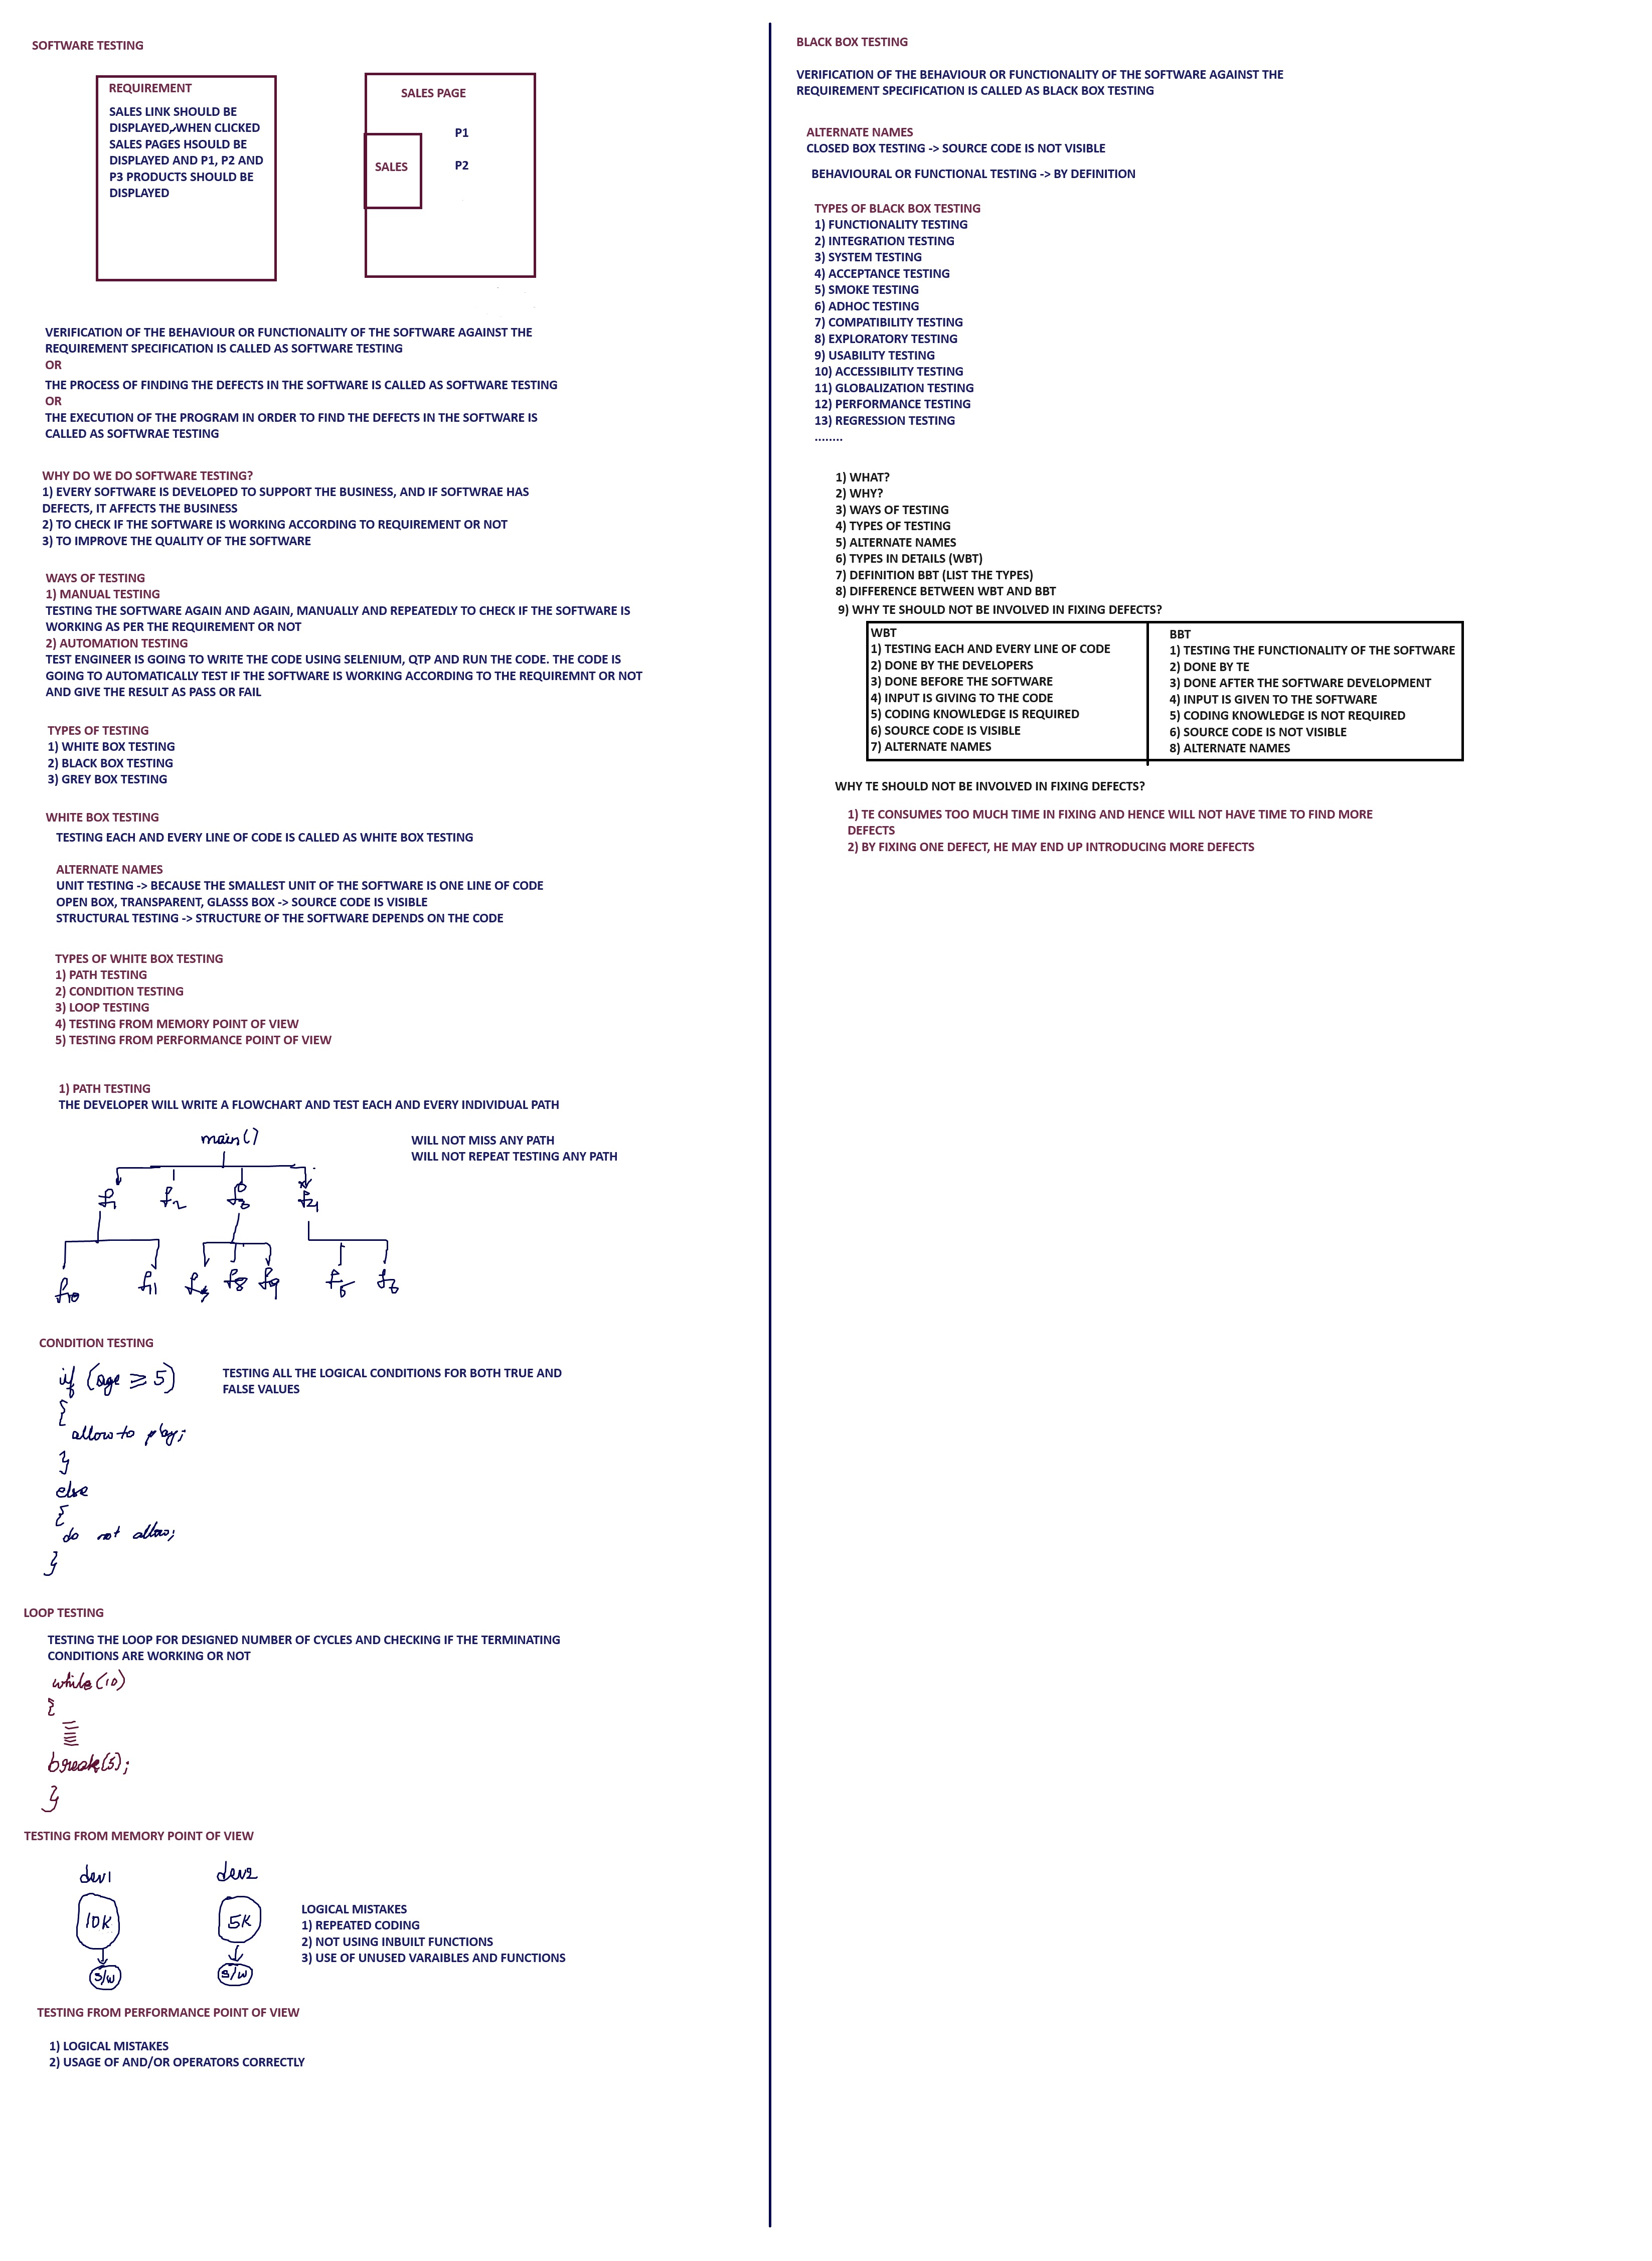 SOFTWARE TESTING
REQUIREMENT
SALES LINK SHOULD BE
DISPLAYED, WHEN CLICKED
SALES PAGES HSOULD BE
DISPLAYED AND P1, P2 AND
P3 PRODUCTS SHOULD BE
DISPLAYED
SALES PAGE
P1
SALES
P2
VERIFICATION OF THE BEHAVIOUR OR FUNCTIONALITY OF THE SOFTWARE AGAINST THE
REQUIREMENT SPECIFICATION IS CALLED AS SOFTWARE TESTING
OR
THE PROCESS OF FINDING THE DEFECTS IN THE SOFTWARE IS CALLED AS SOFTWARE TESTING
OR
THE EXECUTION OF THE PROGRAM IN ORDER TO FIND THE DEFECTS IN THE SOFTWARE IS
CALLED AS SOFTWRAE TESTING
WHY DO WE DO SOFTWARE TESTING?
1) EVERY SOFTWARE IS DEVELOPED TO SUPPORT THE BUSINESS, AND IF SOFTWRAE HAS
DEFECTS, IT AFFECTS THE BUSINESS
2) TO CHECK IF THE SOFTWARE IS WORKING ACCORDING TO REQUIREMENT OR NOT
3) TO IMPROVE THE QUALITY OF THE SOFTWARE
WAYS OF TESTING
1) MANUAL TESTING
TESTING THE SOFTWARE AGAIN AND AGAIN, MANUALLY AND REPEATEDLY TO CHECK IF THE SOFTWARE IS
WORKING AS PER THE REQUIREMENT OR NOT
2) AUTOMATION TESTING
TEST ENGINEER IS GOING TO WRITE THE CODE USING SELENIUM, QTP AND RUN THE CODE. THE CODE IS
GOING TO AUTOMATICALLY TEST IF THE SOFTWARE IS WORKING ACCORDING TO THE REQUIREMNT OR NOT
AND GIVE THE RESULT AS PASS OR FAIL
TYPES OF TESTING
1) WHITE BOX TESTING
2) BLACK BOX TESTING
3) GREY BOX TESTING
WHITE BOX TESTING
TESTING EACH AND EVERY LINE OF CODE IS CALLED AS WHITE BOX TESTING
ALTERNATE NAMES
UNIT TESTING -> BECAUSE THE SMALLEST UNIT OF THE SOFTWARE IS ONE LINE OF CODE
OPEN BOX, TRANSPARENT, GLASSS BOX -> SOURCE CODE IS VISIBLE
STRUCTURAL TESTING -> STRUCTURE OF THE SOFTWARE DEPENDS ON THE CODE
TYPES OF WHITE BOX TESTING
1) PATH TESTING
2) CONDITION TESTING
3) LOOP TESTING
4) TESTING FROM MEMORY POINT OF VIEW
5) TESTING FROM PERFORMANCE POINT OF VIEW
1) PATH TESTING
THE DEVELOPER WILL WRITE A FLOWCHART AND TEST EACH AND EVERY INDIVIDUAL PATH
main()
WILL NOT MISS ANY PATH
WILL NOT REPEAT TESTING ANY PATH
f1 f2 f3 f4
f10 f11 f7 f8 f9 f5 f6
CONDITION TESTING
if (age ≥ 5)
{
allow to play;
}
else
{
do not allow;
}
TESTING ALL THE LOGICAL CONDITIONS FOR BOTH TRUE AND
FALSE VALUES
LOOP TESTING
TESTING THE LOOP FOR DESIGNED NUMBER OF CYCLES AND CHECKING IF THE TERMINATING
CONDITIONS ARE WORKING OR NOT
while(10)
{
break(5);
}
TESTING FROM MEMORY POINT OF VIEW
dev1 dev2
10K 5K
S/W S/W
LOGICAL MISTAKES
1) REPEATED CODING
2) NOT USING INBUILT FUNCTIONS
3) USE OF UNUSED VARAIBLES AND FUNCTIONS
TESTING FROM PERFORMANCE POINT OF VIEW
1) LOGICAL MISTAKES
2) USAGE OF AND/OR OPERATORS CORRECTLY
BLACK BOX TESTING
VERIFICATION OF THE BEHAVIOUR OR FUNCTIONALITY OF THE SOFTWARE AGAINST THE
REQUIREMENT SPECIFICATION IS CALLED AS BLACK BOX TESTING
ALTERNATE NAMES
CLOSED BOX TESTING -> SOURCE CODE IS NOT VISIBLE
BEHAVIOURAL OR FUNCTIONAL TESTING -> BY DEFINITION
TYPES OF BLACK BOX TESTING
1) FUNCTIONALITY TESTING
2) INTEGRATION TESTING
3) SYSTEM TESTING
4) ACCEPTANCE TESTING
5) SMOKE TESTING
6) ADHOC TESTING
7) COMPATIBILITY TESTING
8) EXPLORATORY TESTING
9) USABILITY TESTING
10) ACCESSIBILITY TESTING
11) GLOBALIZATION TESTING
12) PERFORMANCE TESTING
13) REGRESSION TESTING
........
1) WHAT?
2) WHY?
3) WAYS OF TESTING
4) TYPES OF TESTING
5) ALTERNATE NAMES
6) TYPES IN DETAILS (WBT)
7) DEFINITION BBT (LIST THE TYPES)
8) DIFFERENCE BETWEEN WBT AND BBT
9) WHY TE SHOULD NOT BE INVOLVED IN FIXING DEFECTS?
WBT
1) TESTING EACH AND EVERY LINE OF CODE
2) DONE BY THE DEVELOPERS
3) DONE BEFORE THE SOFTWARE
4) INPUT IS GIVING TO THE CODE
5) CODING KNOWLEDGE IS REQUIRED
6) SOURCE CODE IS VISIBLE
7) ALTERNATE NAMES
BBT
1) TESTING THE FUNCTIONALITY OF THE SOFTWARE
2) DONE BY TE
3) DONE AFTER THE SOFTWARE DEVELOPMENT
4) INPUT IS GIVEN TO THE SOFTWARE
5) CODING KNOWLEDGE IS NOT REQUIRED
6) SOURCE CODE IS NOT VISIBLE
8) ALTERNATE NAMES
WHY TE SHOULD NOT BE INVOLVED IN FIXING DEFECTS?
1) TE CONSUMES TOO MUCH TIME IN FIXING AND HENCE WILL NOT HAVE TIME TO FIND MORE
DEFECTS
2) BY FIXING ONE DEFECT, HE MAY END UP INTRODUCING MORE DEFECTS